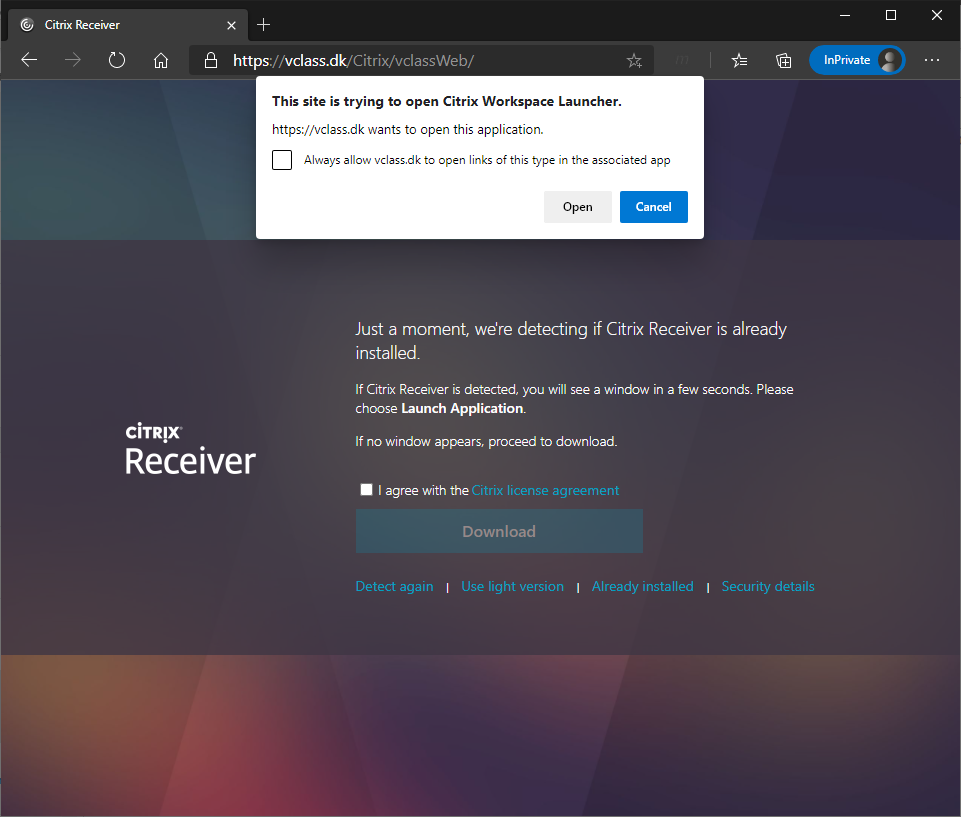 Citrix Receiver
https://vclass.dk/Citrix/vclassWeb/
InPrivate
This site is trying to open Citrix Workspace Launcher.
https://vclass.dk wants to open this application.
Always allow vclass.dk to open links of this type in the associated app
Open Cancel
Just a moment, we're detecting if Citrix Receiver is already
installed.
If Citrix Receiver is detected, you will see a window in a few seconds. Please
choose Launch Application.
If no window appears, proceed to download.
CITRIX®
Receiver
I agree with the Citrix license agreement
Download
Detect again | Use light version | Already installed | Security details